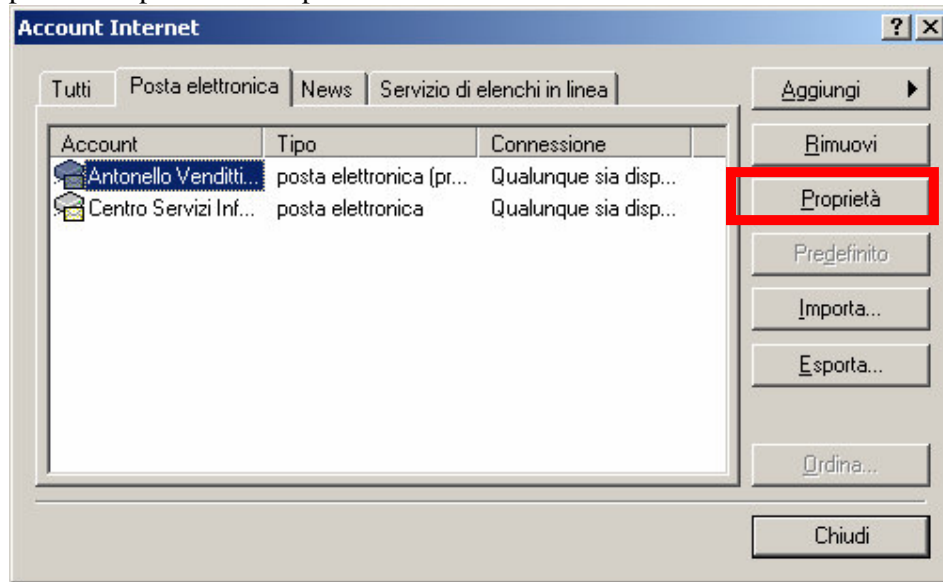 Account Internet
Tutti Posta elettronica News Servizio di elenchi in linea
Aggiungi
Account Tipo Connessione
Rimuovi
Antonello Venditti... posta elettronica (pr... Qualunque sia disp...
Proprietà
Centro Servizi Inf... posta elettronica Qualunque sia disp...
Predefinito
Importa...
Esporta...
Ordina...
Chiudi